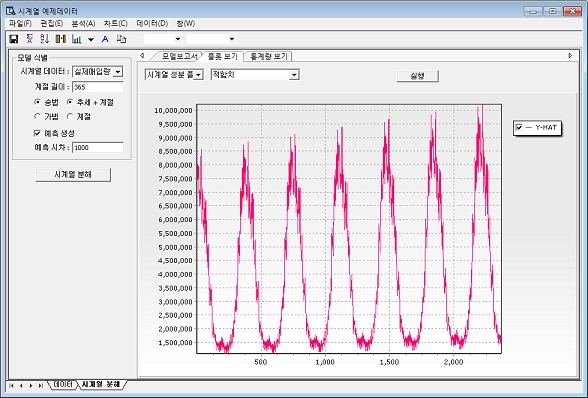 시계열 예제데이터
파일(F) 편집(E) 분석(A) 차트(C) 데이터(D) 창(W)
모델 식별
시계열 데이터 : 실제매입량
계절 길이 : 365
승법 추세 + 계절
가법 계절
예측 생성
예측 시차 : 1000
시계열 분해
모델보고서 플롯 보기 통계량 보기
시계열 성분 플 적합치 실행
10,000,000
9,500,000
9,000,000
8,500,000
8,000,000
7,500,000
7,000,000
6,500,000
6,000,000
5,500,000
5,000,000
4,500,000
4,000,000
3,500,000
3,000,000
2,500,000
2,000,000
1,500,000
500 1,000 1,500 2,000
Y-HAT
데이터 시계열 분해